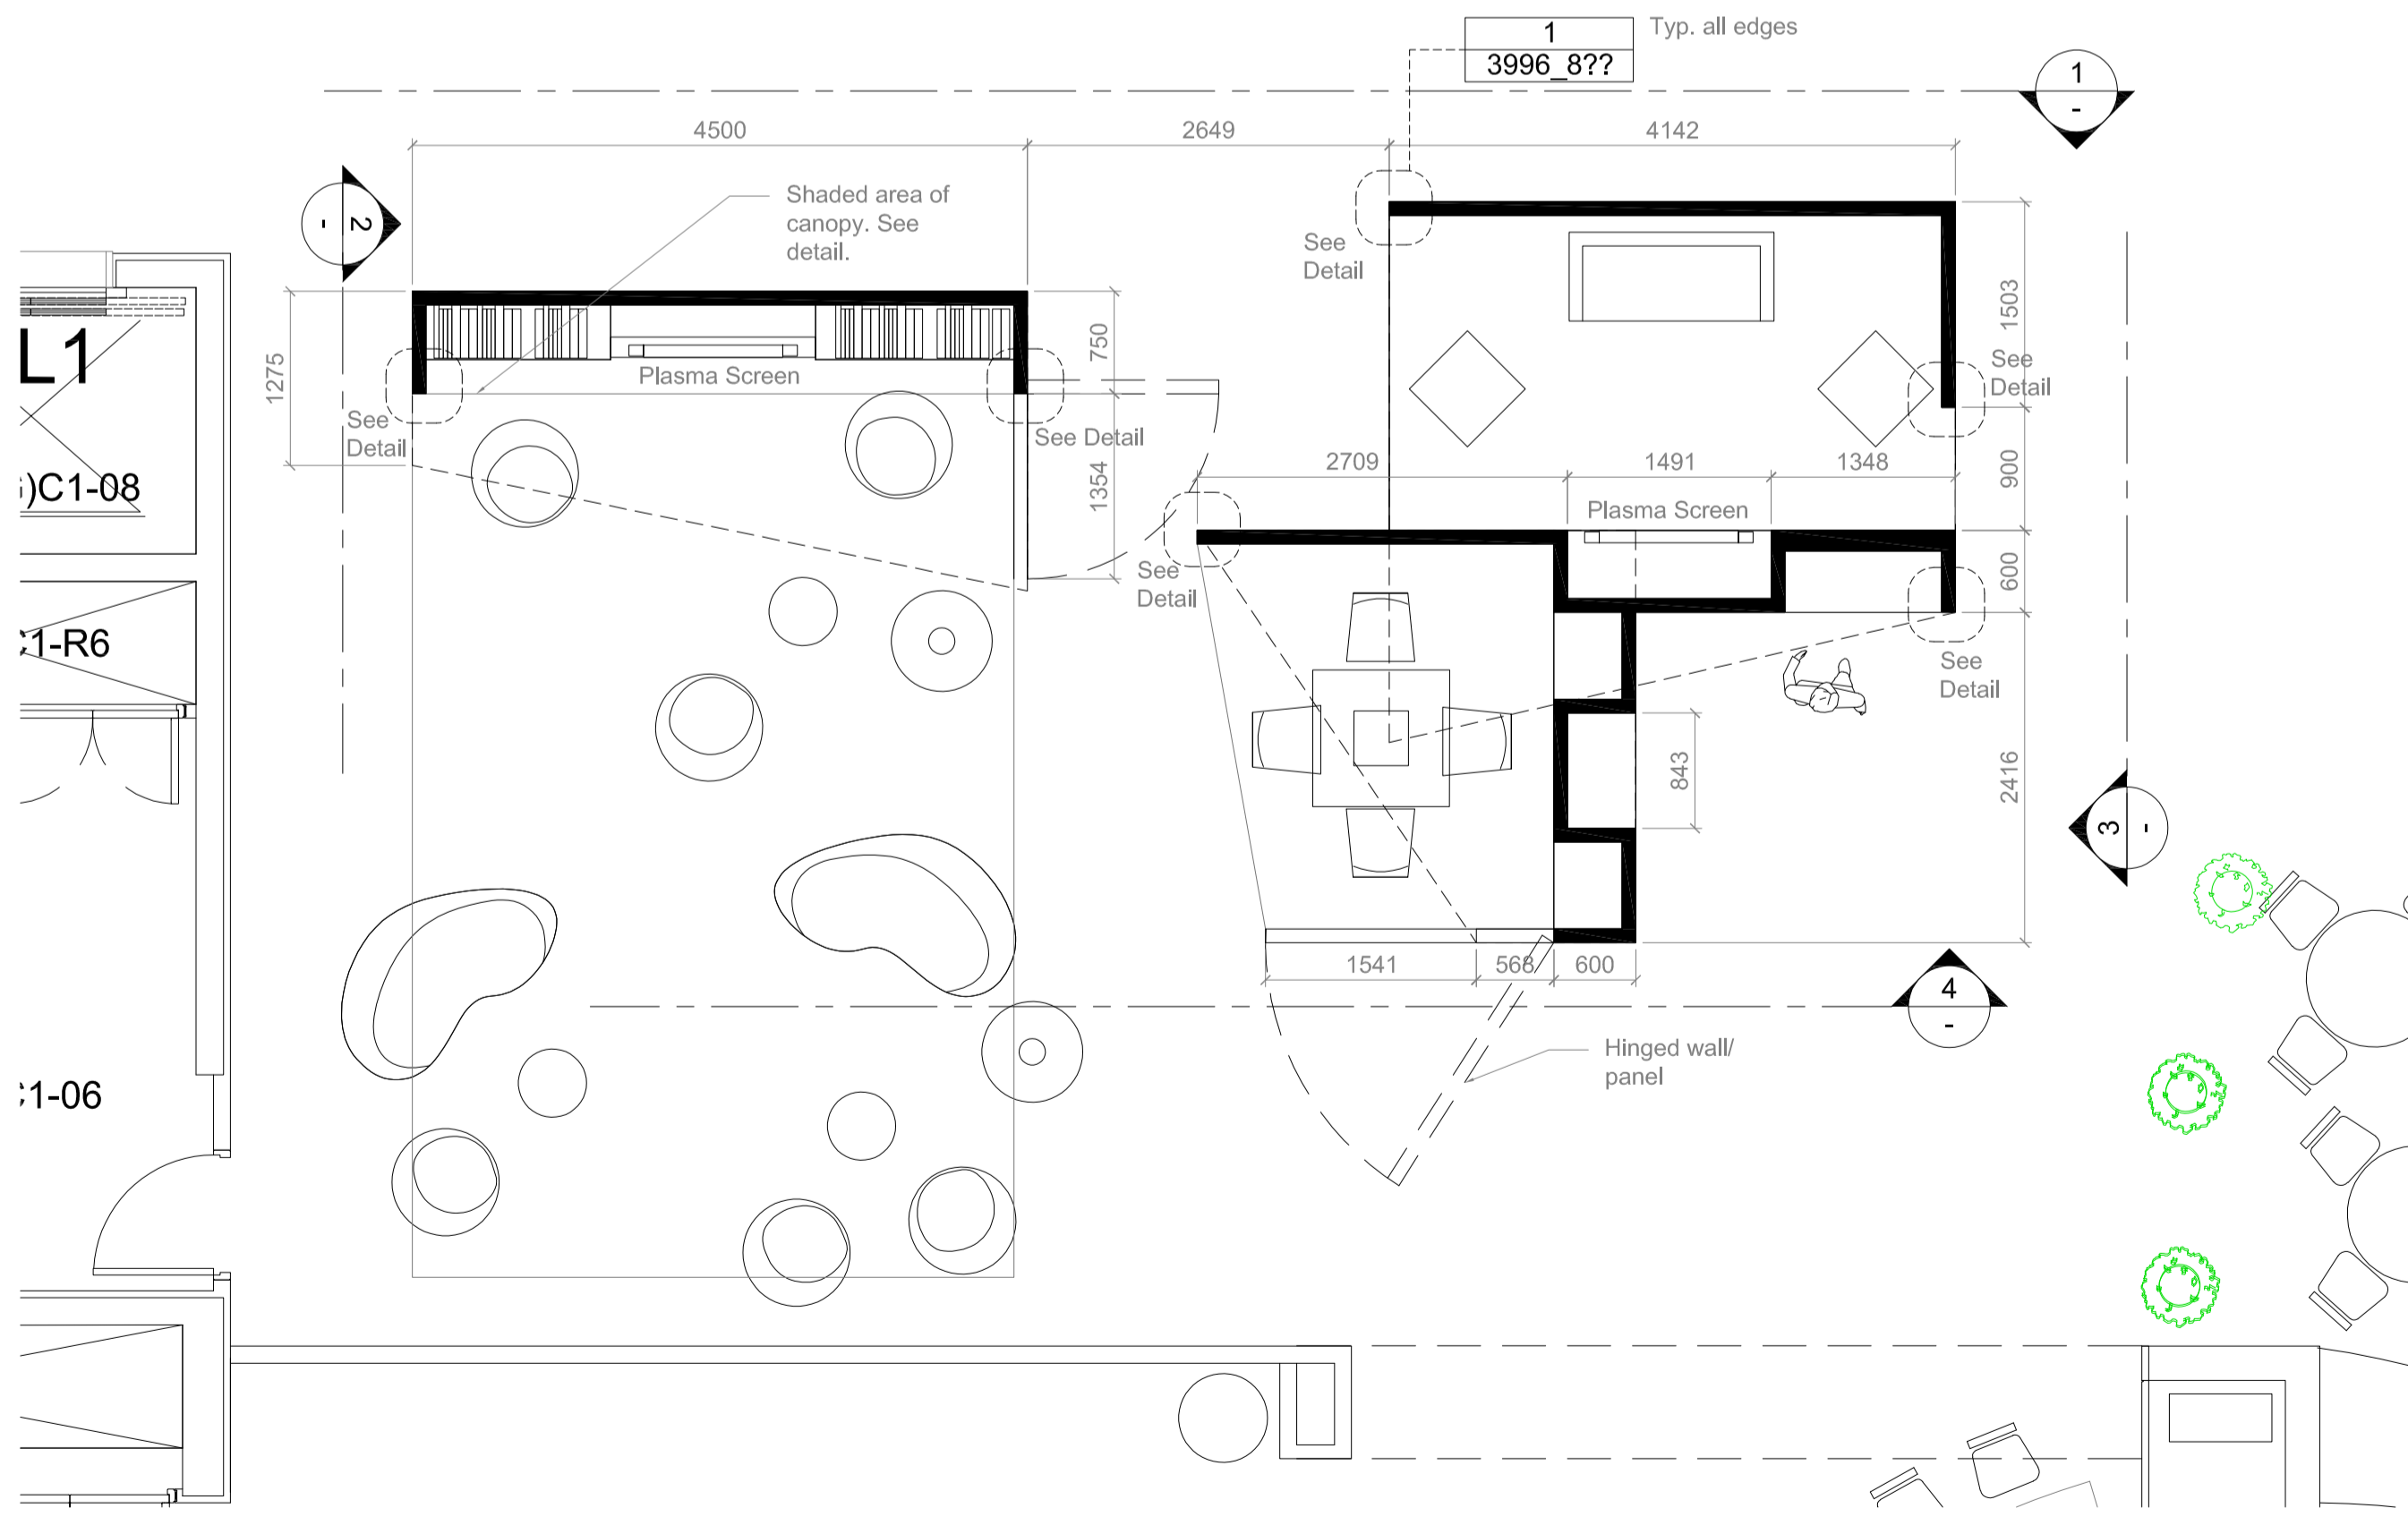 1
Typ. all edges
3996_8??
1
-
4500
2649
4142
Shaded area of
canopy. See
detail.
2
-
See
Detail
1503
L1
750
1275
Plasma Screen
See
Detail
See
Detail
See Detail
2709
1491
1348
900
1354
)C1-08
Plasma Screen
See
Detail
600
C1-R6
See
Detail
843
2416
3
-
1541
568
600
4
-
Hinged wall/
panel
1-06